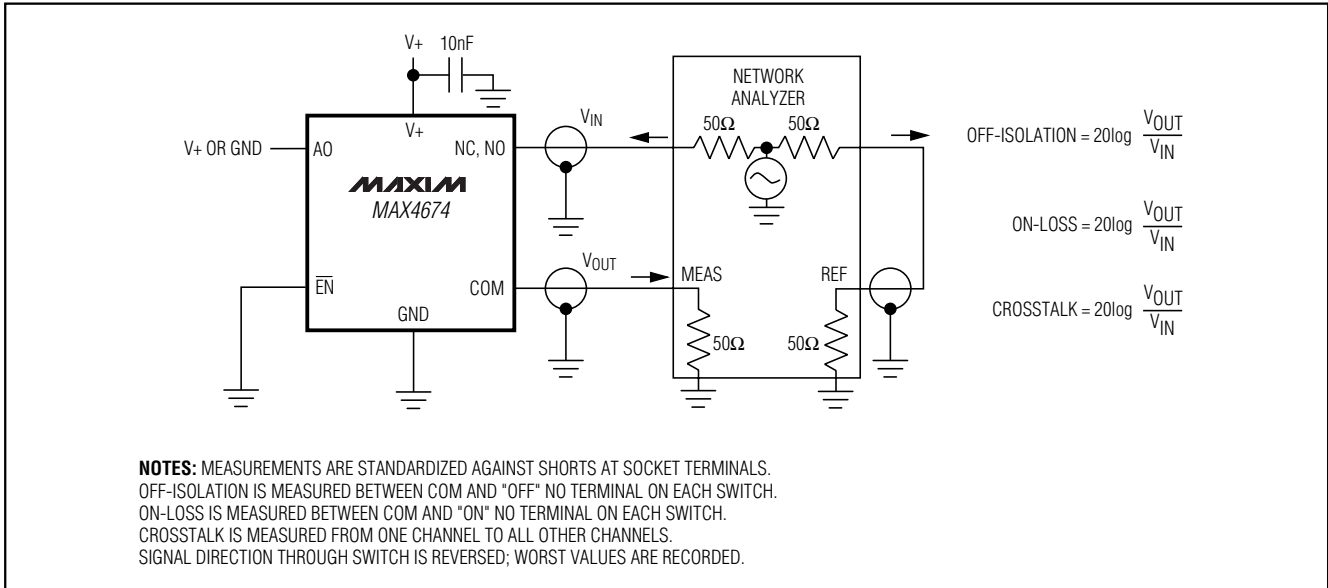 V+ 10nF
V+
V+ OR GND
A0
NC, NO
MAXIM
MAX4674
EN
COM
GND
VIN
VOUT
NETWORK
ANALYZER
50Ω 50Ω
MEAS REF
50Ω 50Ω
OFF-ISOLATION = 20log VOUT
VIN
ON-LOSS = 20log VOUT
VIN
CROSSTALK = 20log VOUT
VIN
NOTES: MEASUREMENTS ARE STANDARDIZED AGAINST SHORTS AT SOCKET TERMINALS.
OFF-ISOLATION IS MEASURED BETWEEN COM AND "OFF" NO TERMINAL ON EACH SWITCH.
ON-LOSS IS MEASURED BETWEEN COM AND "ON" NO TERMINAL ON EACH SWITCH.
CROSSTALK IS MEASURED FROM ONE CHANNEL TO ALL OTHER CHANNELS.
SIGNAL DIRECTION THROUGH SWITCH IS REVERSED; WORST VALUES ARE RECORDED.